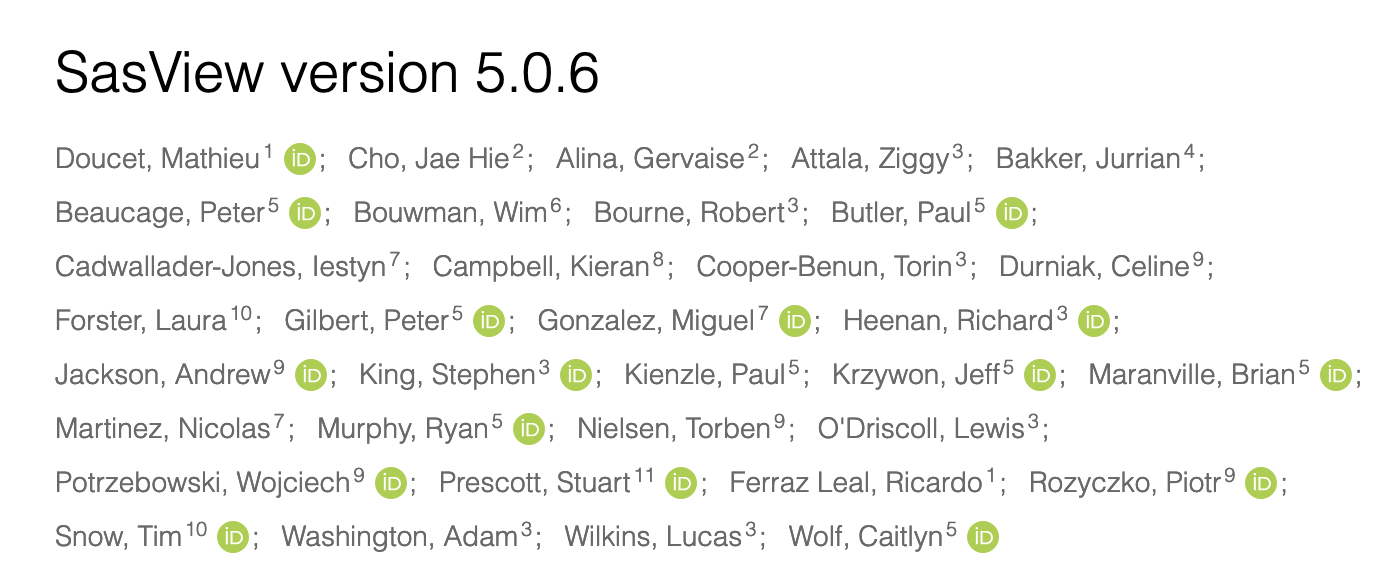 SasView version 5.0.6
Doucet, Mathieu¹ iD; Cho, Jae Hie²; Alina, Gervaise²; Attala, Ziggy³; Bakker, Jurrian⁴;
Beaucage, Peter⁵ iD; Bouwman, Wim⁶; Bourne, Robert³; Butler, Paul⁵ iD;
Cadwallader-Jones, Iestyn⁷; Campbell, Kieran⁸; Cooper-Benun, Torin³; Durniak, Celine⁹;
Forster, Laura¹⁰; Gilbert, Peter⁵ iD; Gonzalez, Miguel⁷ iD; Heenan, Richard³ iD;
Jackson, Andrew⁹ iD; King, Stephen³ iD; Kienzle, Paul⁵; Krzywon, Jeff⁵ iD; Maranville, Brian⁵ iD;
Martinez, Nicolas⁷; Murphy, Ryan⁵ iD; Nielsen, Torben⁹; O'Driscoll, Lewis³;
Potrzebowski, Wojciech⁹ iD; Prescott, Stuart¹¹ iD; Ferraz Leal, Ricardo¹; Rozyczko, Piotr⁹ iD;
Snow, Tim¹⁰ iD; Washington, Adam³; Wilkins, Lucas³; Wolf, Caitlyn⁵ iD